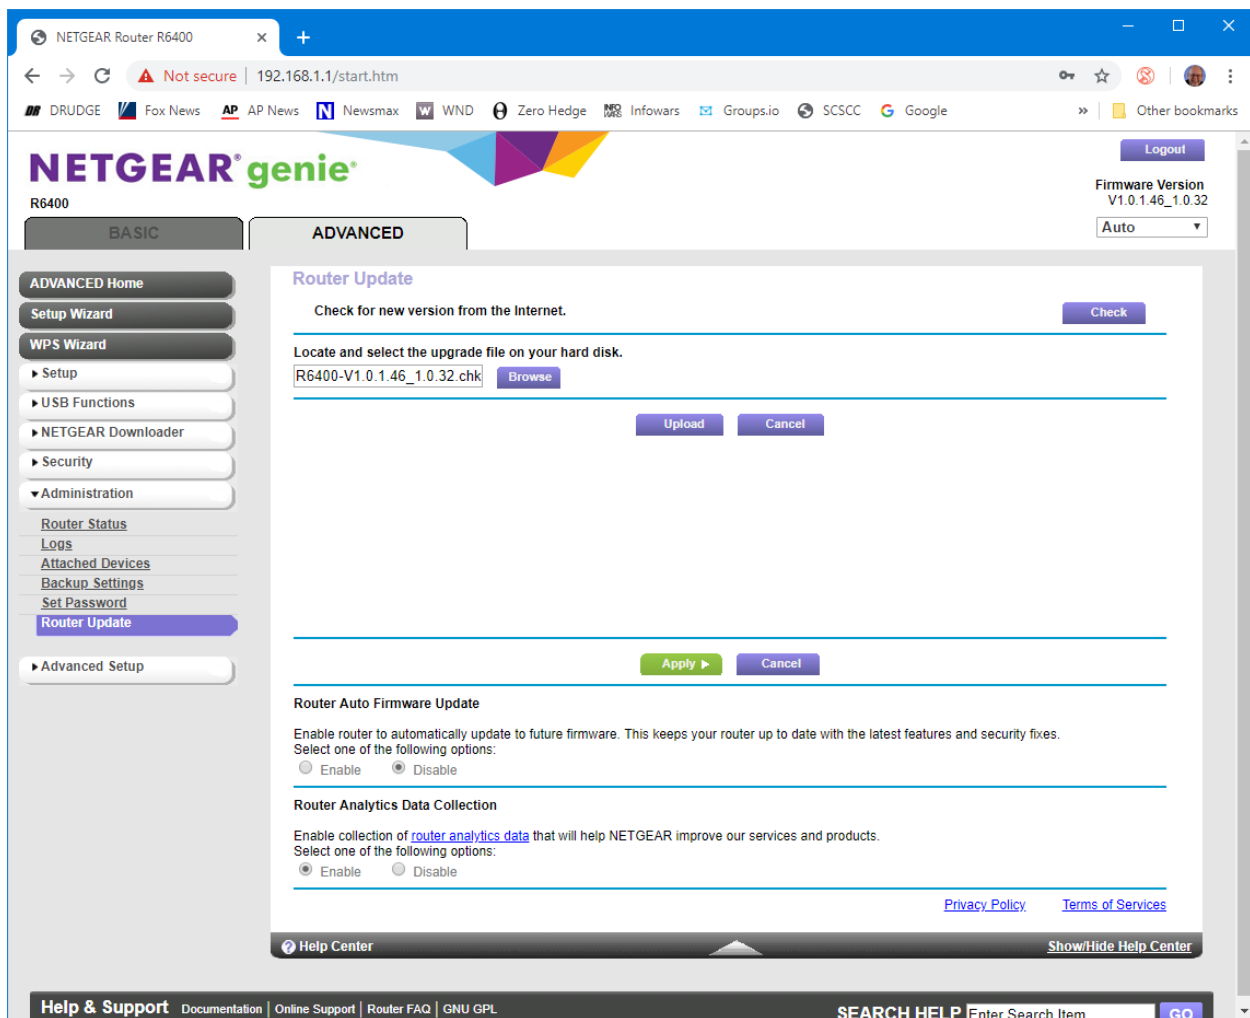 NETGEAR Router R6400
Not secure | 192.168.1.1/start.htm
DRUDGE Fox News AP AP News N Newsmax W WND Zero Hedge INFO WARS Infowars Groups.io SCSCC G Google » Other bookmarks
NETGEAR® genie®
Logout
R6400
Firmware Version
V1.0.1.46_1.0.32
BASIC ADVANCED Auto
ADVANCED Home
Setup Wizard
WPS Wizard
Setup
USB Functions
NETGEAR Downloader
Security
Administration
Router Status
Logs
Attached Devices
Backup Settings
Set Password
Router Update
Advanced Setup
Router Update
Check for new version from the Internet. Check
Locate and select the upgrade file on your hard disk.
R6400-V1.0.1.46_1.0.32.chk Browse
Upload Cancel
Apply Cancel
Router Auto Firmware Update
Enable router to automatically update to future firmware. This keeps your router up to date with the latest features and security fixes.
Select one of the following options:
Enable Disable
Router Analytics Data Collection
Enable collection of router analytics data that will help NETGEAR improve our services and products.
Select one of the following options:
Enable Disable
Privacy Policy Terms of Services
? Help Center Show/Hide Help Center
Help & Support Documentation | Online Support | Router FAQ | GNU GPL SEARCH HELP Enter Search Item GO